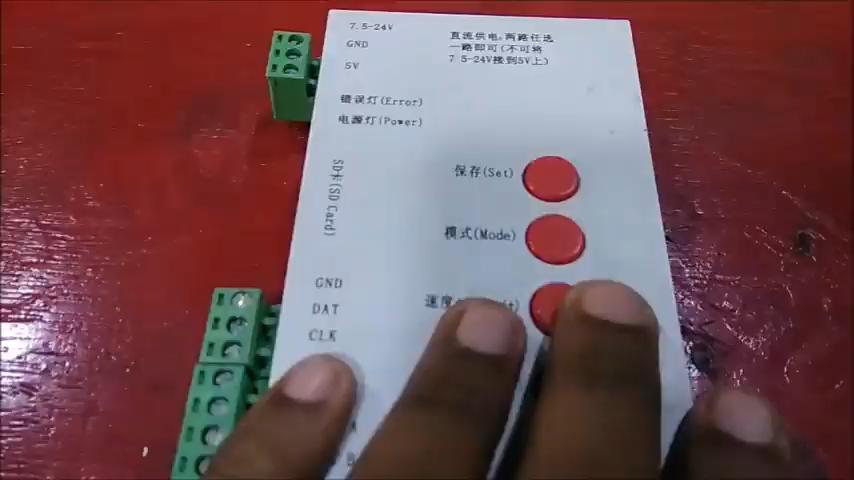 7.5-24V
GND
5V
直流供电,两路任选
一路即可(不可将
7.5-24V接到5V上)
错误灯(Error)
电源灯(Power)
SD卡(SD Card)
保存(Set)
模式(Mode)
速度
GND
DAT
CLK